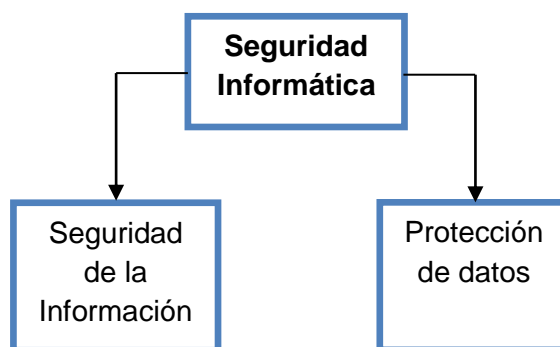 Seguridad
Informática
Seguridad
de la
Información
Protección
de datos